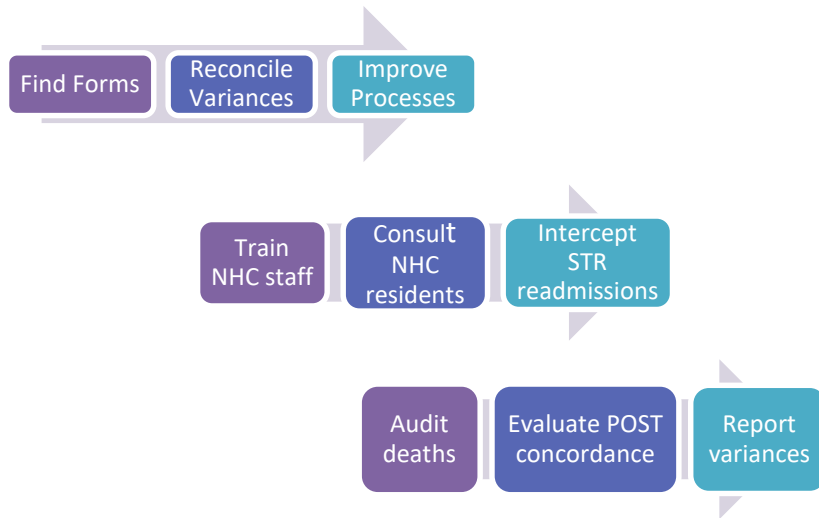 Find Forms
Reconcile
Variances
Improve
Processes
Train
NHC staff
Consult
NHC
residents
Intercept
STR
readmissions
Audit
deaths
Evaluate POST
concordance
Report
variances